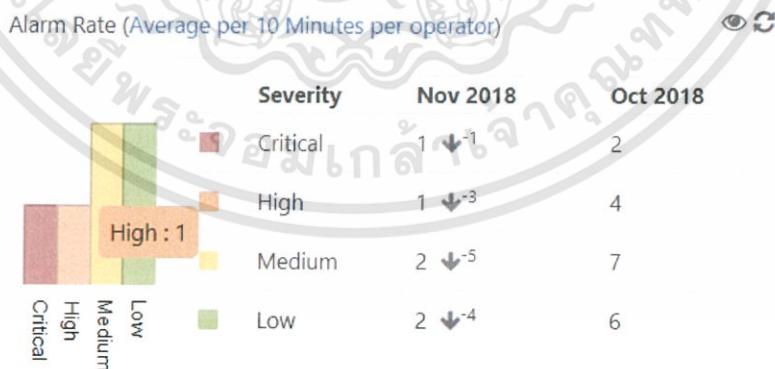 Alarm Rate (Average per 10 Minutes per operator)
Severity Nov 2018 Oct 2018
Critical 1 -1 2
High 1 -3 4
Medium 2 -5 7
Low 2 -4 6
High : 1
Critical
High
Medium
Low